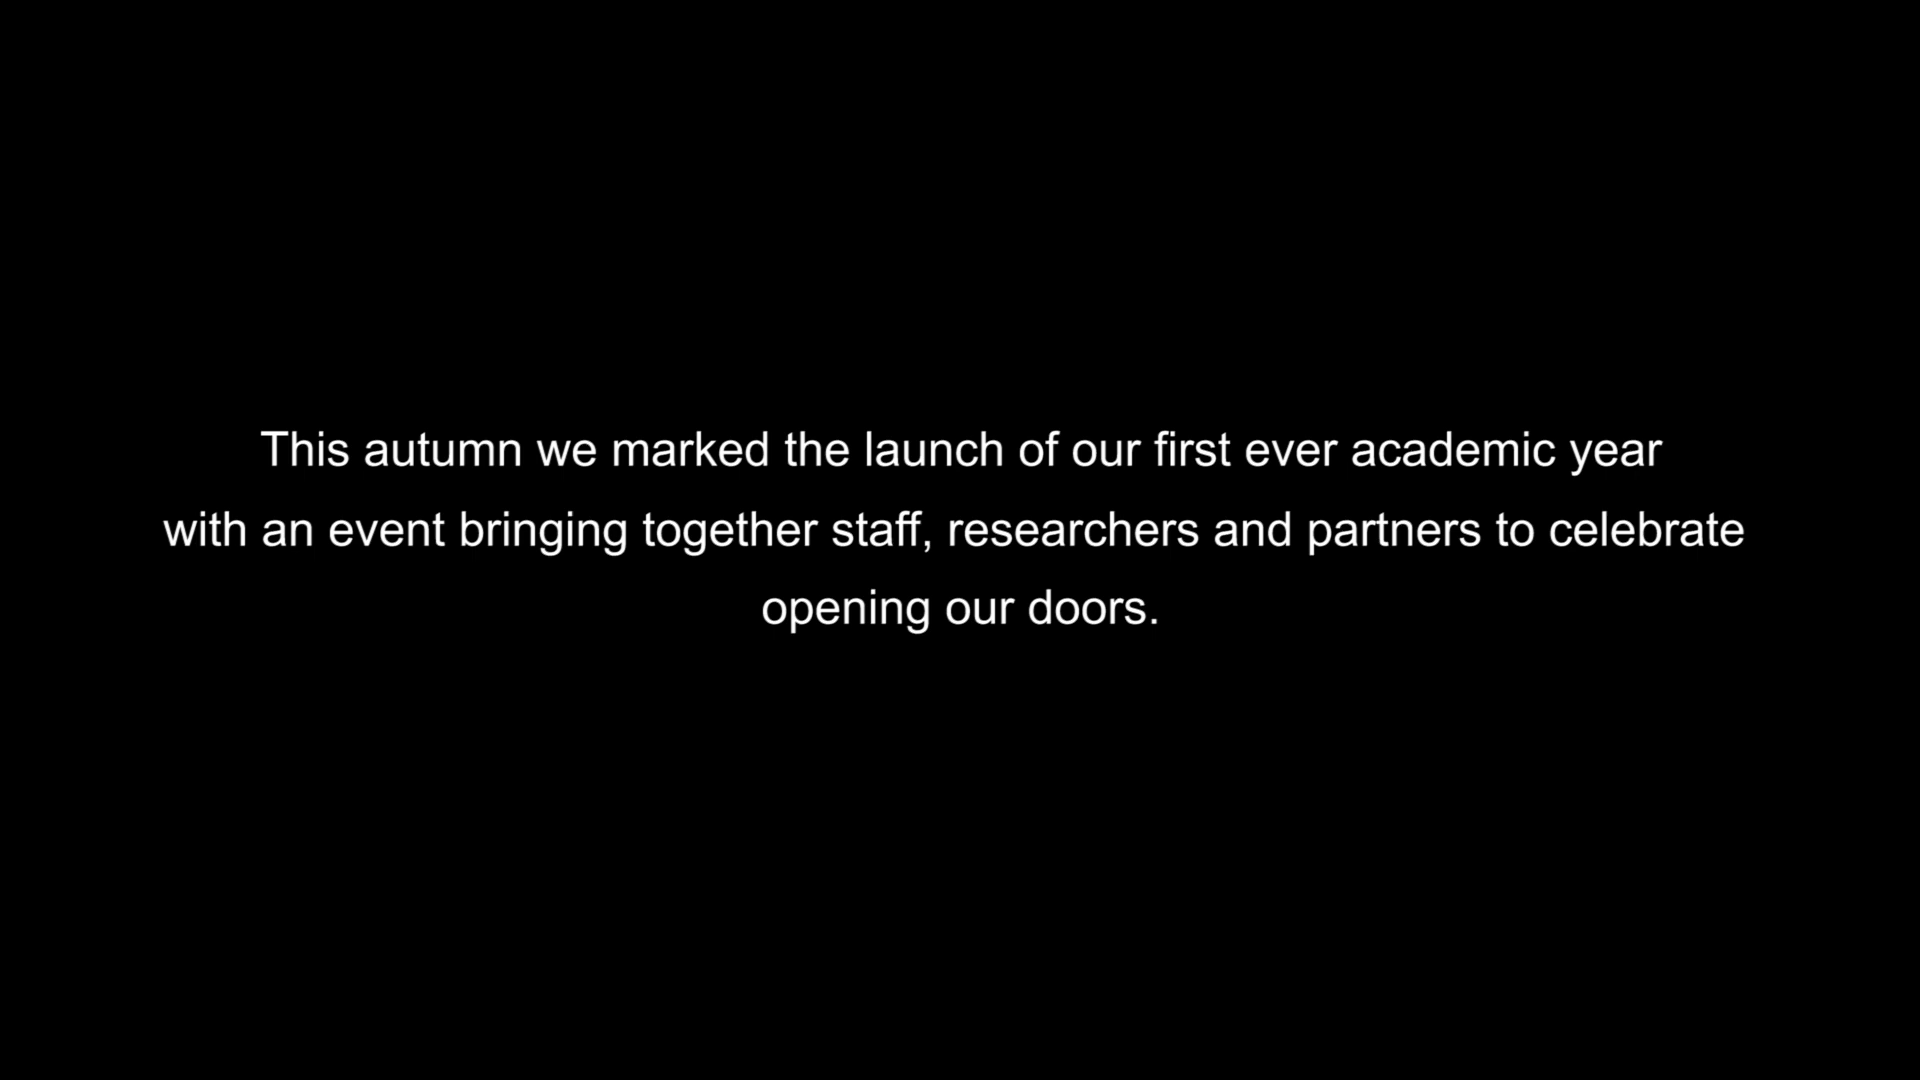 This autumn we marked the launch of our first ever academic year
with an event bringing together staff, researchers and partners to celebrate
opening our doors.